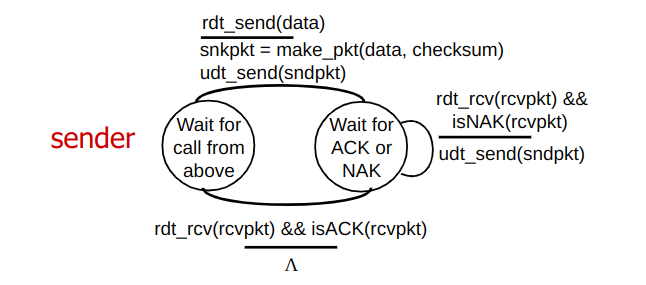 rdt_send(data)
snkpkt = make_pkt(data, checksum)
udt_send(sndpkt)
sender
Wait for
call from
above
Wait for
ACK or
NAK
rdt_rcv(rcvpkt) &&
isNAK(rcvpkt)
udt_send(sndpkt)
rdt_rcv(rcvpkt) && isACK(rcvpkt)
Λ